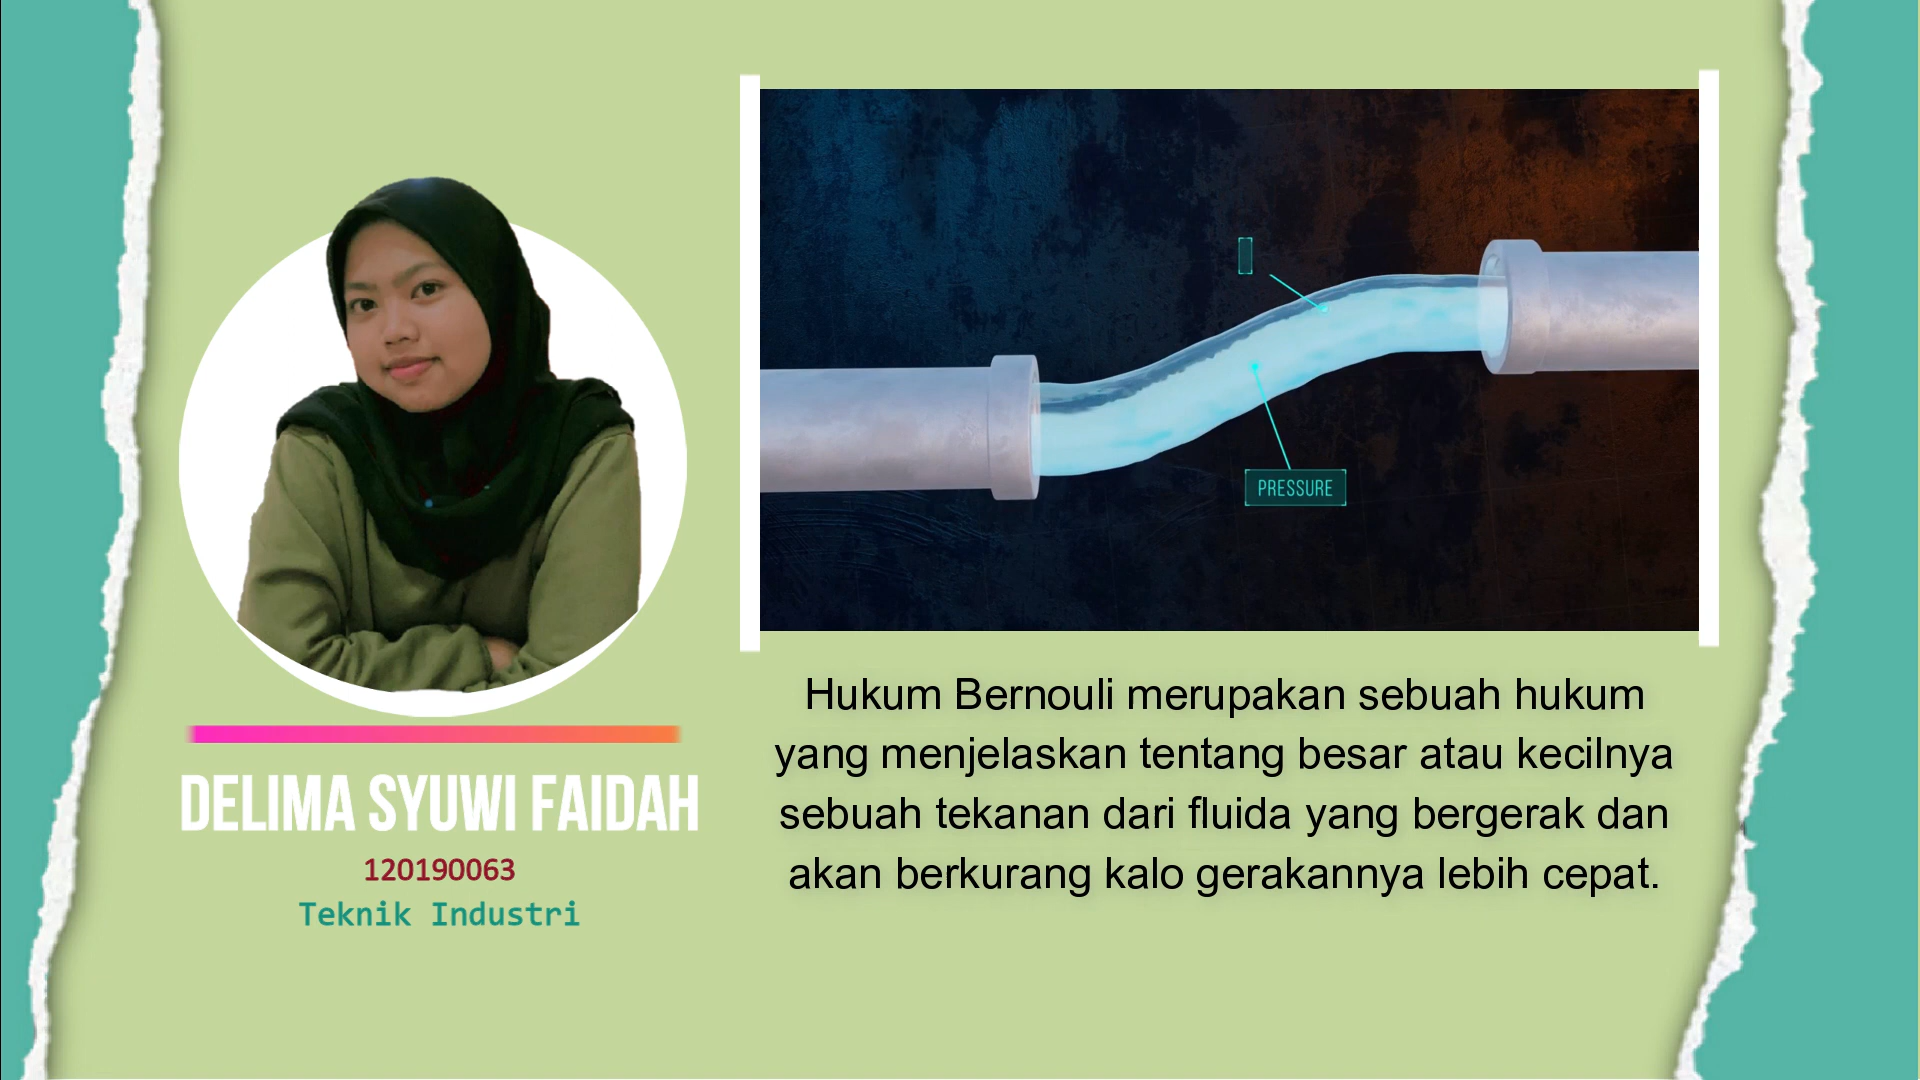 PRESSURE
DELIMA SYUWI FAIDAH
120190063
Teknik Industri
Hukum Bernouli merupakan sebuah hukum
yang menjelaskan tentang besar atau kecilnya
sebuah tekanan dari fluida yang bergerak dan
akan berkurang kalo gerakannya lebih cepat.